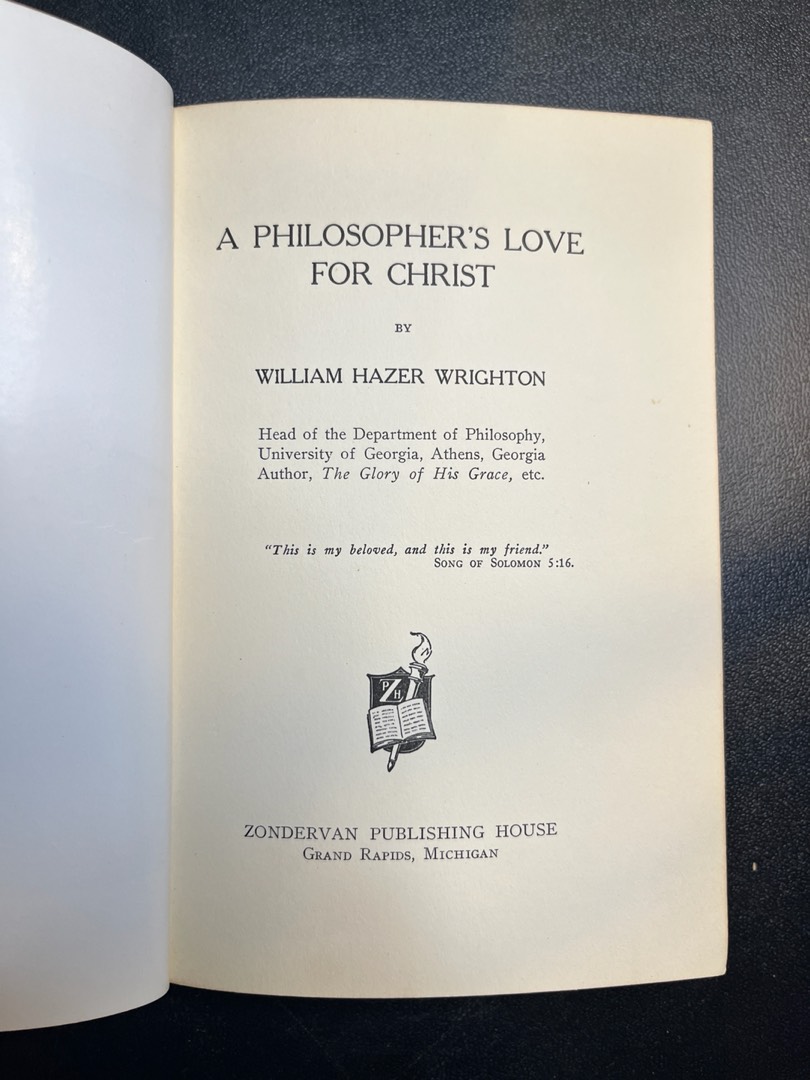 A PHILOSOPHER'S LOVE
FOR CHRIST
BY
WILLIAM HAZER WRIGHTON
Head of the Department of Philosophy,
University of Georgia, Athens, Georgia
Author, The Glory of His Grace, etc.
"This is my beloved, and this is my friend."
SONG OF SOLOMON 5:16.
PZH
ZONDERVAN PUBLISHING HOUSE
GRAND RAPIDS, MICHIGAN